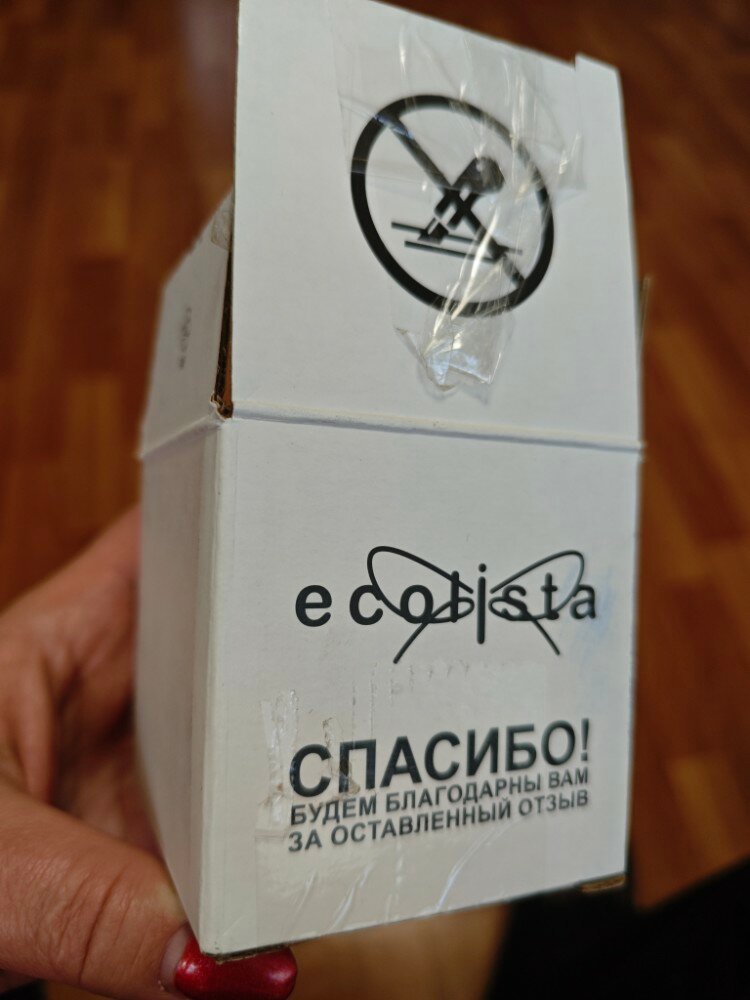 ecolista
СПАСИБО!
БУДЕМ БЛАГОДАРНЫ ВАМ
ЗА ОСТАВЛЕННЫЙ ОТЗЫВ